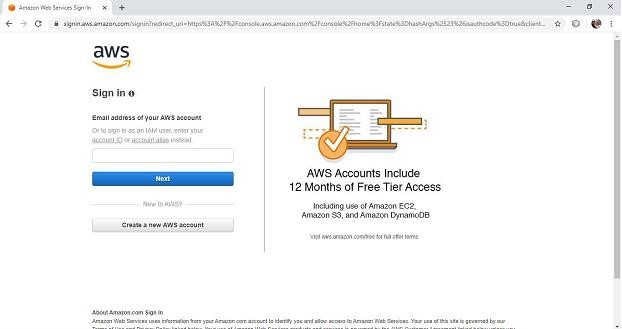 Amazon Web Services Sign-In
signin.aws.amazon.com/signin?redirect_uri=https%3A%2F%2Fconsole.aws.amazon.com%2Fconsole%2Fhome%3Fstate%3DhashArgs%2523%26isauthcode%3Dtrue&client...
aws
Sign in
Email address of your AWS account
Or to sign in as an IAM user, enter your
account ID or account alias instead.
Next
New to AWS?
Create a new AWS account
AWS Accounts Include
12 Months of Free Tier Access
Including use of Amazon EC2,
Amazon S3, and Amazon DynamoDB
Visit aws.amazon.com/free for full offer terms
About Amazon.com Sign In
Amazon Web Services uses information from your Amazon.com account to identify you and allow access to Amazon Web Services. Your use of this site is governed by our